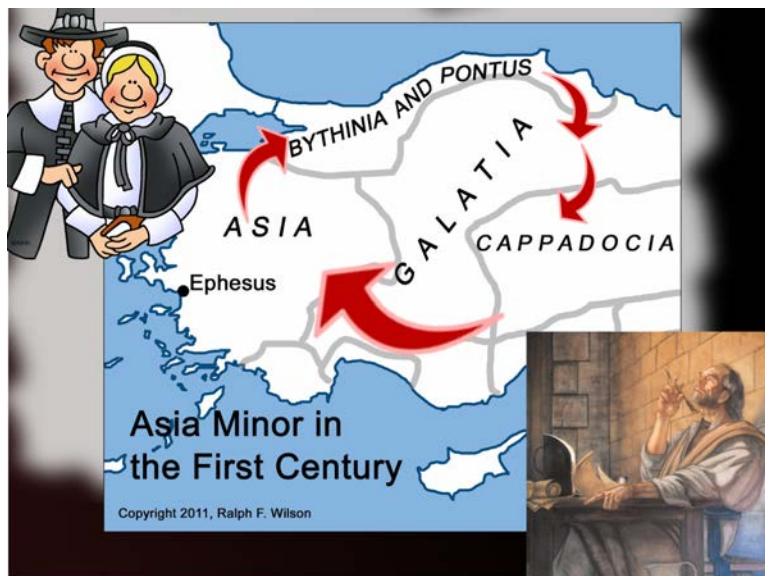 BYTHINIA AND PONTUS
GALATIA
ASIA
CAPPADOCIA
Ephesus
Asia Minor in
the First Century
Copyright 2011, Ralph F. Wilson